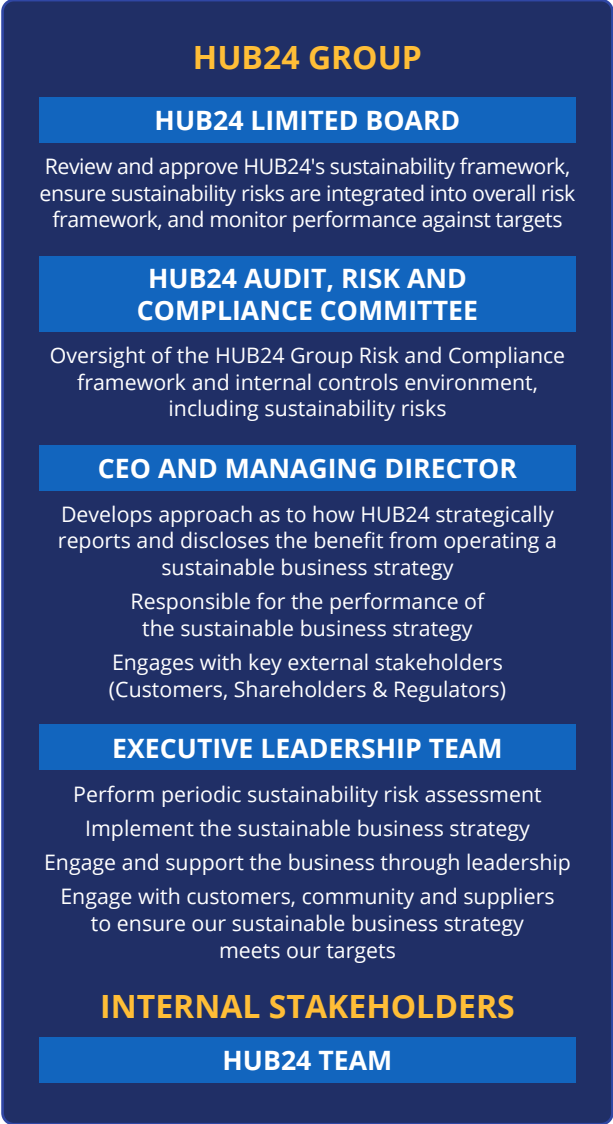 HUB24 GROUP
HUB24 LIMITED BOARD
Review and approve HUB24's sustainability framework,
ensure sustainability risks are integrated into overall risk
framework, and monitor performance against targets
HUB24 AUDIT, RISK AND
COMPLIANCE COMMITTEE
Oversight of the HUB24 Group Risk and Compliance
framework and internal controls environment,
including sustainability risks
CEO AND MANAGING DIRECTOR
Develops approach as to how HUB24 strategically
reports and discloses the benefit from operating a
sustainable business strategy
Responsible for the performance of
the sustainable business strategy
Engages with key external stakeholders
(Customers, Shareholders & Regulators)
EXECUTIVE LEADERSHIP TEAM
Perform periodic sustainability risk assessment
Implement the sustainable business strategy
Engage and support the business through leadership
Engage with customers, community and suppliers
to ensure our sustainable business strategy
meets our targets
INTERNAL STAKEHOLDERS
HUB24 TEAM